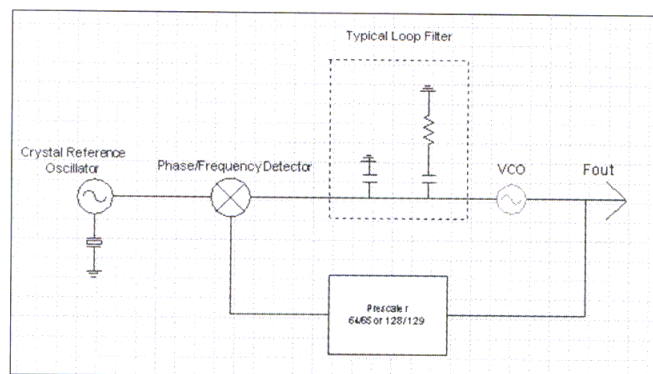 Typical Loop Filter
Crystal Reference
Oscillator
Phase/Frequency Detector
VCO
Fout
Prescaler
64/65 or 128/129